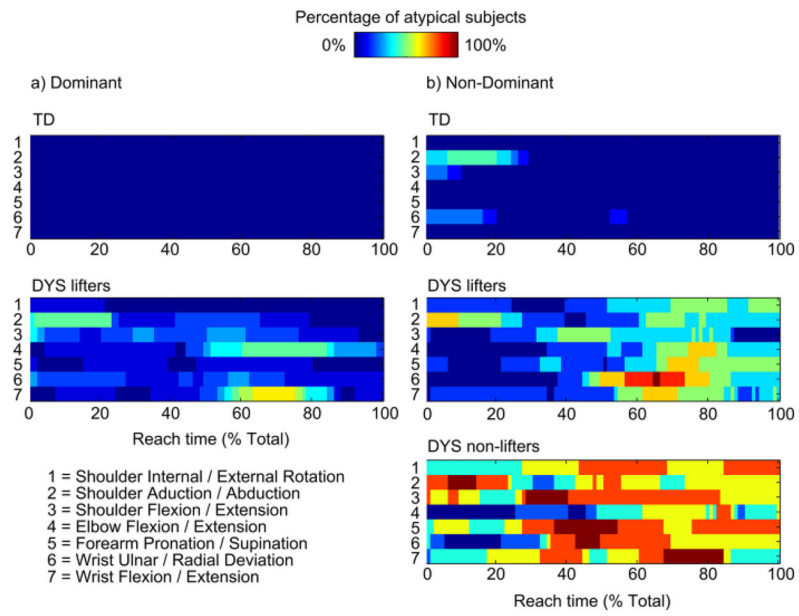 Percentage of atypical subjects
0% 100%
a) Dominant
b) Non-Dominant
TD
1
2
3
4
5
6
7
0 20 40 60 80 100
TD
1
2
3
4
5
6
7
0 20 40 60 80 100
DYS lifters
1
2
3
4
5
6
7
0 20 40 60 80 100
Reach time (% Total)
DYS lifters
1
2
3
4
5
6
7
0 20 40 60 80 100
DYS non-lifters
1
2
3
4
5
6
7
0 20 40 60 80 100
Reach time (% Total)
1 = Shoulder Internal / External Rotation
2 = Shoulder Aduction / Abduction
3 = Shoulder Flexion / Extension
4 = Elbow Flexion / Extension
5 = Forearm Pronation / Supination
6 = Wrist Ulnar / Radial Deviation
7 = Wrist Flexion / Extension